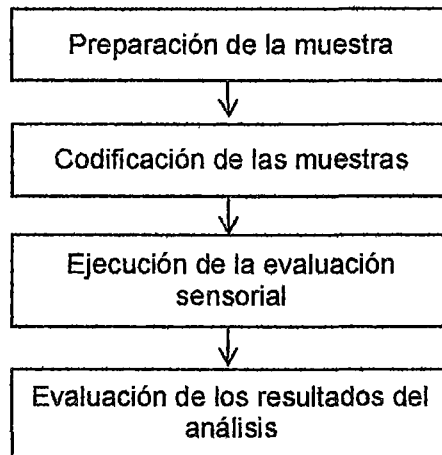 Preparación de la muestra
Codificación de las muestras
Ejecución de la evaluación
sensorial
Evaluación de los resultados del
análisis